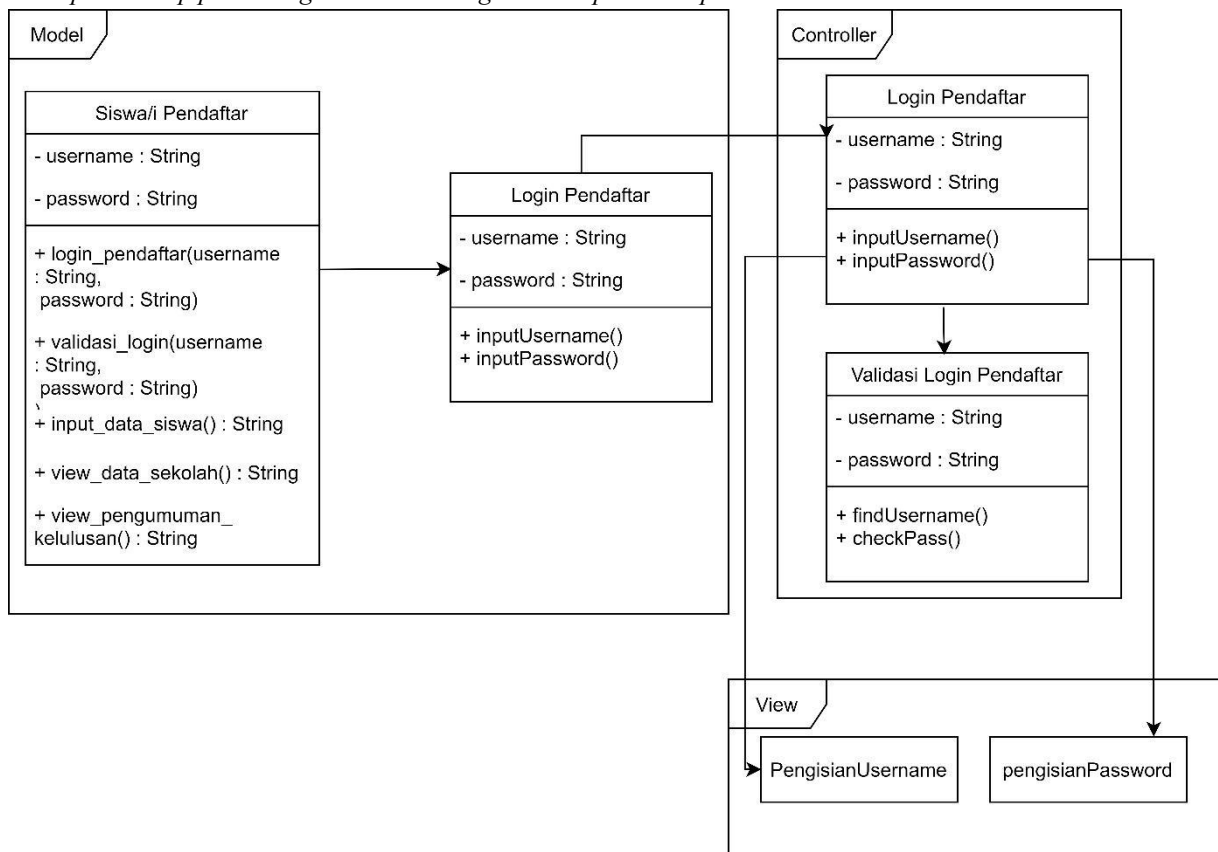 Model
Siswa/i Pendaftar
- username : String
- password : String
+ login_pendaftar(username
: String,
password : String)
+ validasi_login(username
: String,
password : String)
)
+ input_data_siswa() : String
+ view_data_sekolah() : String
+ view_pengumuman_
kelulusan() : String
Login Pendaftar
- username : String
- password : String
+ inputUsername()
+ inputPassword()
Controller
Login Pendaftar
- username : String
- password : String
+ inputUsername()
+ inputPassword()
Validasi Login Pendaftar
- username : String
- password : String
+ findUsername()
+ checkPass()
View
PengisianUsername
pengisianPassword